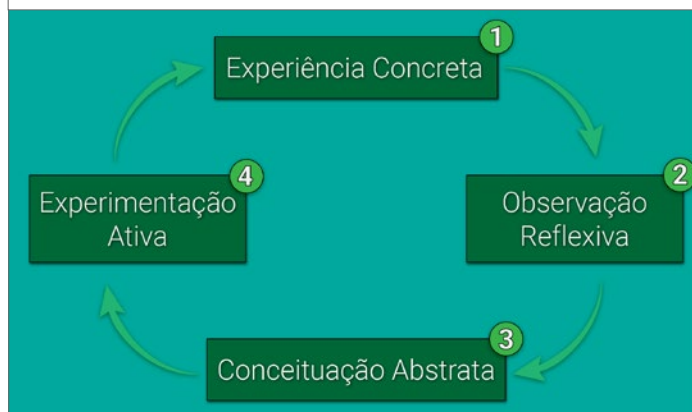 1
Experiência Concreta
2
Observação
Reflexiva
3
Conceituação Abstrata
4
Experimentação
Ativa